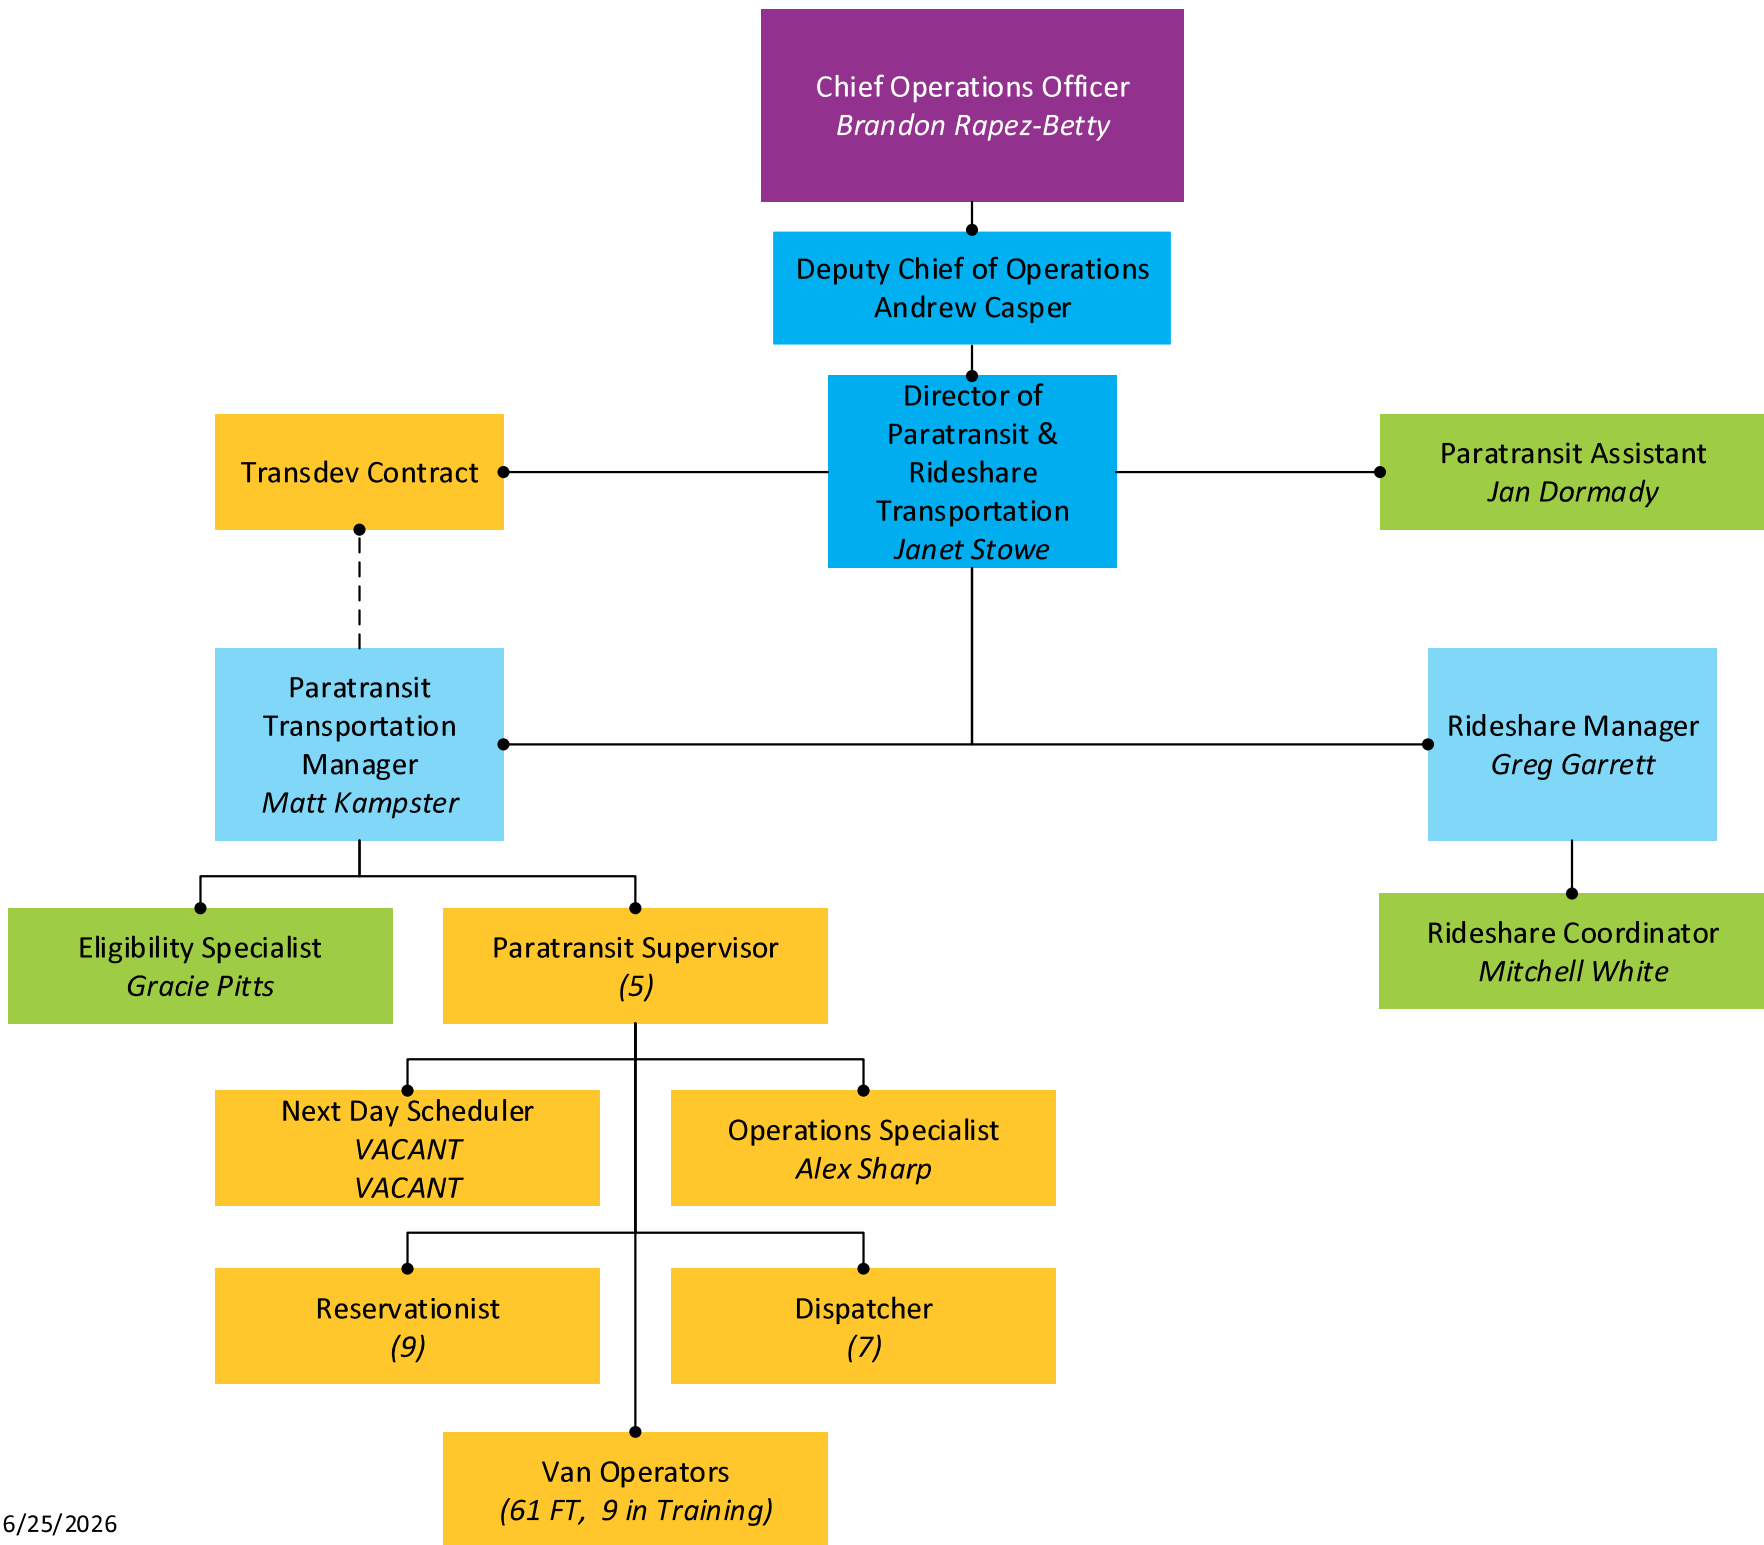 Chief Operations Officer
Brandon Rapez-Betty
Deputy Chief of Operations
Andrew Casper
Director of
Paratransit &
Rideshare
Transportation
Janet Stowe
Transdev Contract
Paratransit Assistant
Jan Dormady
Paratransit
Transportation
Manager
Matt Kampster
Rideshare Manager
Greg Garrett
Eligibility Specialist
Gracie Pitts
Paratransit Supervisor
(5)
Rideshare Coordinator
Mitchell White
Next Day Scheduler
VACANT
VACANT
Operations Specialist
Alex Sharp
Reservationist
(9)
Dispatcher
(7)
Van Operators
(61 FT,  9 in Training)
6/25/2026